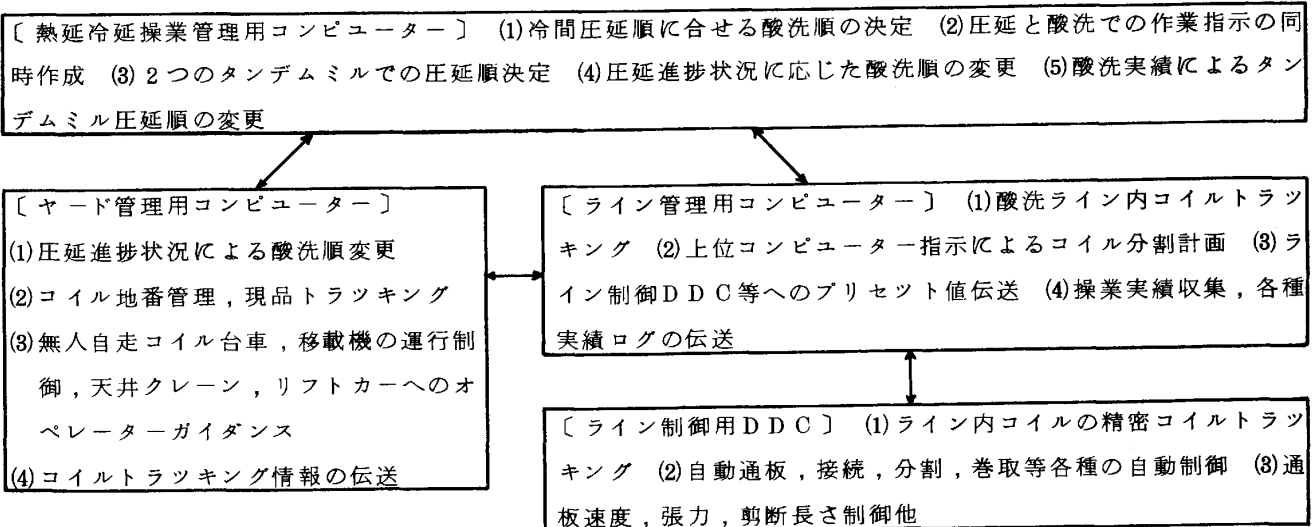 〔熱延冷延操業管理用コンピューター〕 (1)冷間圧延順に合せる酸洗順の決定 (2)圧延と酸洗での作業指示の同
時作成 (3)2つのタンデムミルでの圧延順決定 (4)圧延進捗状況に応じた酸洗順の変更 (5)酸洗実績によるタン
デムミル圧延順の変更
〔ヤード管理用コンピユーター〕
(1)圧延進捗状況による酸洗順変更
(2)コイル地番管理,現品トラツキング
(3)無人自走コイル台車,移載機の運行制
御,天井クレーン,リフトカーへのオ
ペレーターガイダンス
(4)コイルトラツキング情報の伝送
〔ライン管理用コンピユーター〕 (1)酸洗ライン内コイルトラツ
キング (2)上位コンピユーター指示によるコイル分割計画 (3)ラ
イン制御DDC等へのプリセツト値伝送 (4)操業実績収集,各種
実績ログの伝送
〔ライン制御用DDC〕 (1)ライン内コイルの精密コイルトラツ
キング (2)自動通板,接続,分割,巻取等各種の自動制御 (3)通
板速度,張力,剪断長さ制御他